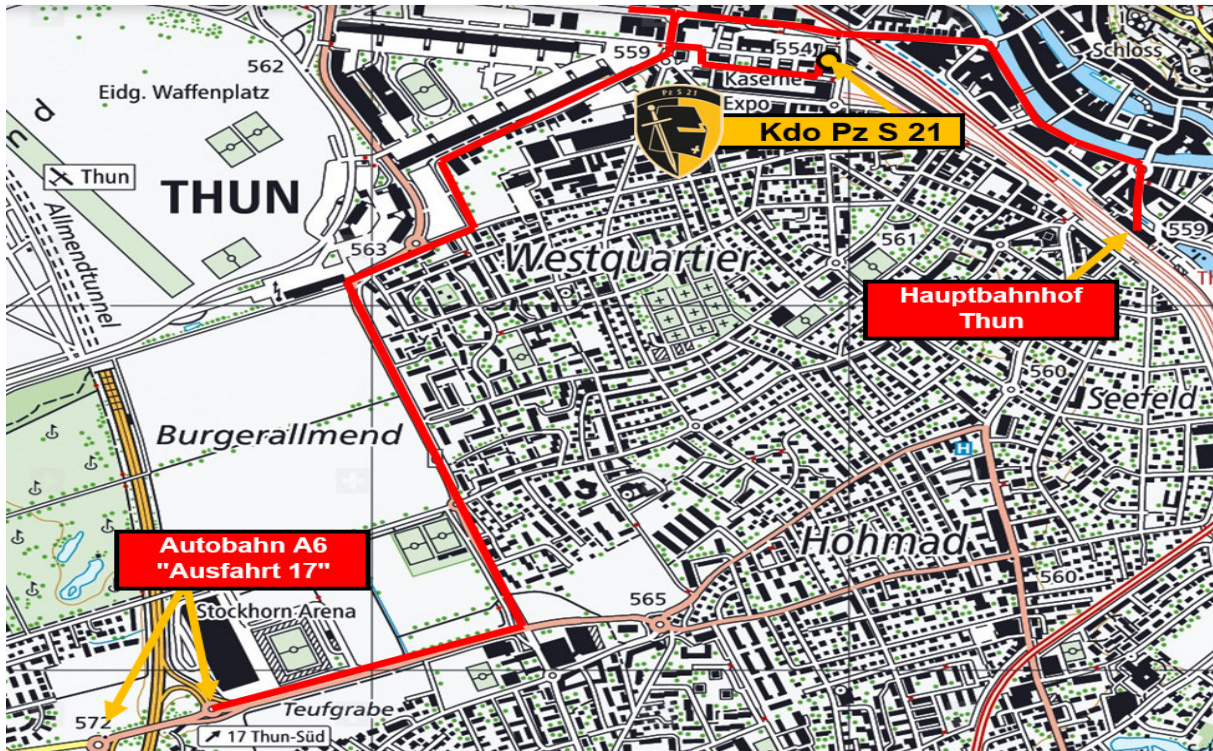 559
554
Schloss
562
Kaserne
Eidg. Waffenplatz
Expo
Pz S 21
Kdo Pz S 21
Thun
THUN
Allmendtunnel
563
Westquartier
561
559
Th
Hauptbahnhof
Thun
560
Seefeld
Burgerallmend
H
Hohmad
Autobahn A6
"Ausfahrt 17"
560
565
Stockhorn Arena
Teufgrabe
572
17 Thun-Süd